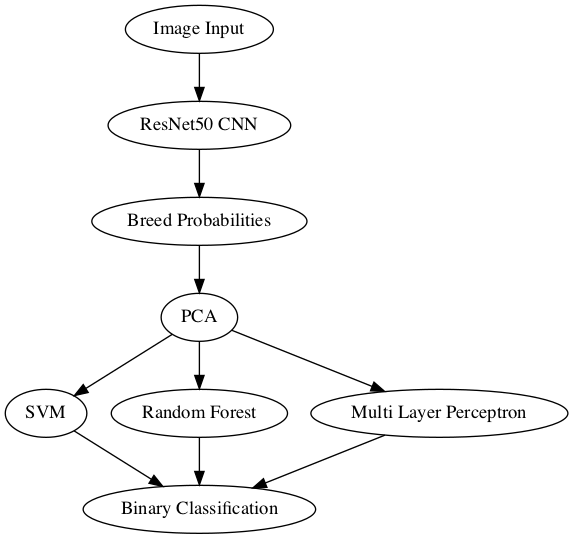 Image Input
ResNet50 CNN
Breed Probabilities
PCA
SVM
Random Forest
Multi Layer Perceptron
Binary Classification